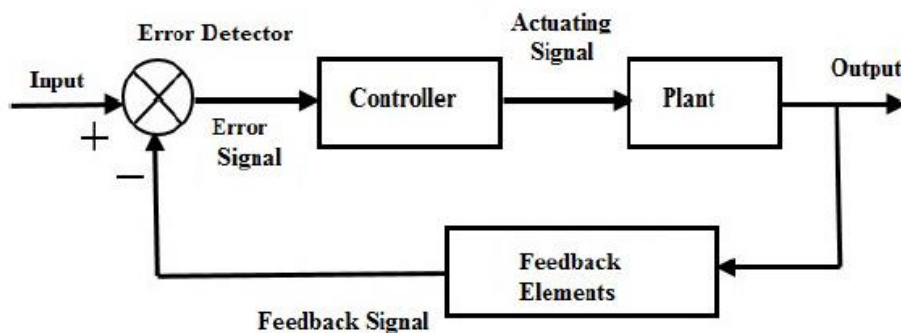 Error Detector
Actuating
Signal
Input
Output
Controller
Plant
+
Error
Signal
−
Feedback
Elements
Feedback Signal